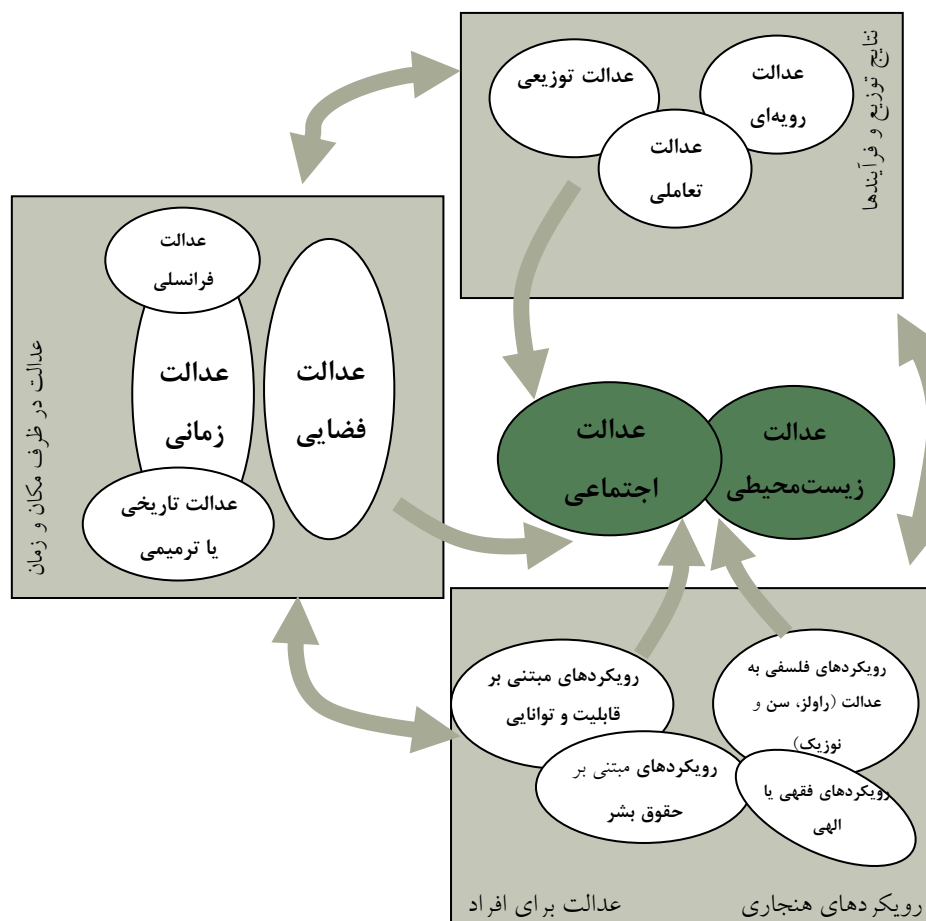 نتایج توزیع و فرآیندها
عدالت
رویه‌ای
عدالت توزیعی
عدالت
تعاملی
عدالت در ظرف مکان و زمان
عدالت
فرانسلی
عدالت
زمانی
عدالت تاریخی
یا ترمیمی
عدالت
فضایی
عدالت
اجتماعی
عدالت
زیست‌محیطی
رویکردهای فلسفی به
عدالت (راولز، سن و
نوزیک)
رویکردهای فقهی یا
الهی
رویکردهای مبتنی بر
قابلیت و توانایی
رویکردهای مبتنی بر
حقوق بشر
رویکردهای هنجاری
عدالت برای افراد